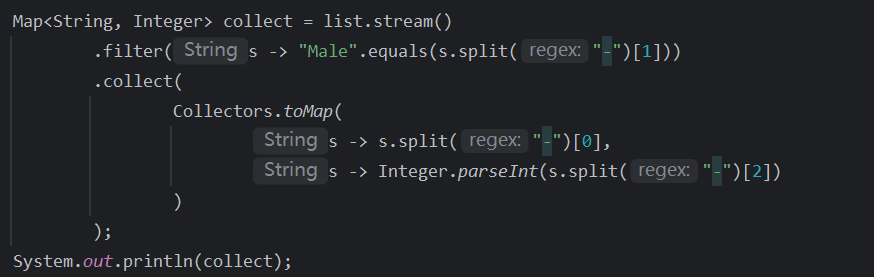 Map<String, Integer> collect = list.stream()
.filter( String s -> "Male".equals(s.split( regex: "-")[1]))
.collect(
Collectors.toMap(
String s -> s.split( regex: "-")[0],
String s -> Integer.parseInt(s.split( regex: "-")[2])
)
);
System.out.println(collect);